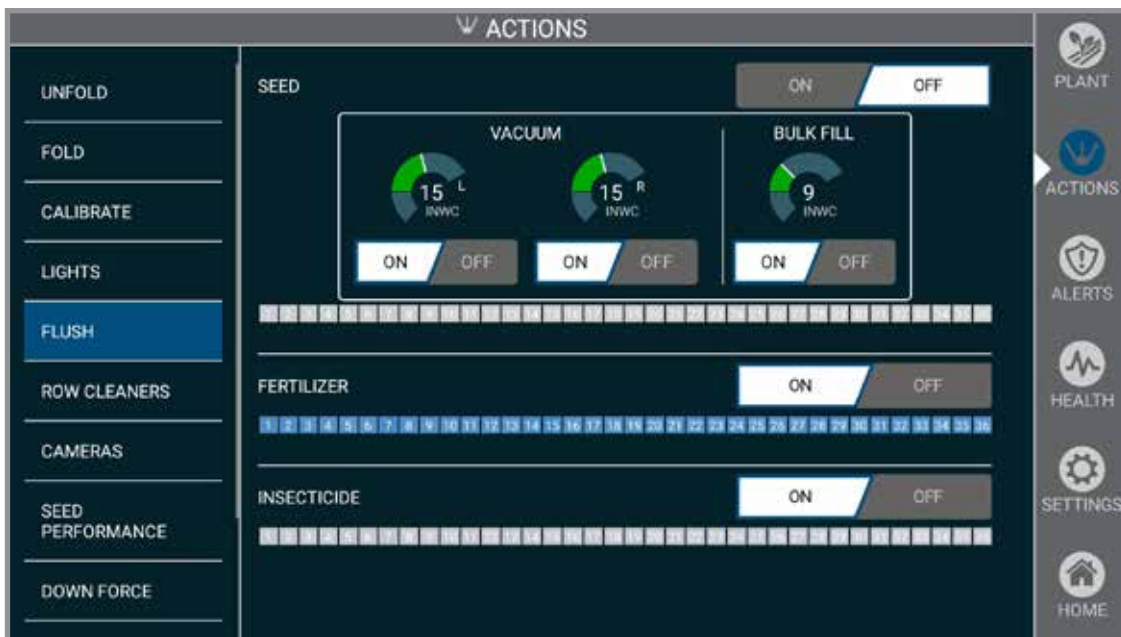 ACTIONS
UNFOLD
FOLD
CALIBRATE
LIGHTS
FLUSH
ROW CLEANERS
CAMERAS
SEED
PERFORMANCE
DOWN FORCE
SEED
ON OFF
VACUUM
BULK FILL
15 L
INWC
15 R
INWC
9
INWC
ON OFF
ON OFF
ON OFF
FERTILIZER
ON OFF
1 2 3 4 5 6 7 8 9 10 11 12 13 14 15 16 17 18 19 20 21 22 23 24 25 26 27 28 29 30 31 32 33 34 35 36
INSECTICIDE
ON OFF
PLANT
ACTIONS
ALERTS
HEALTH
SETTINGS
HOME